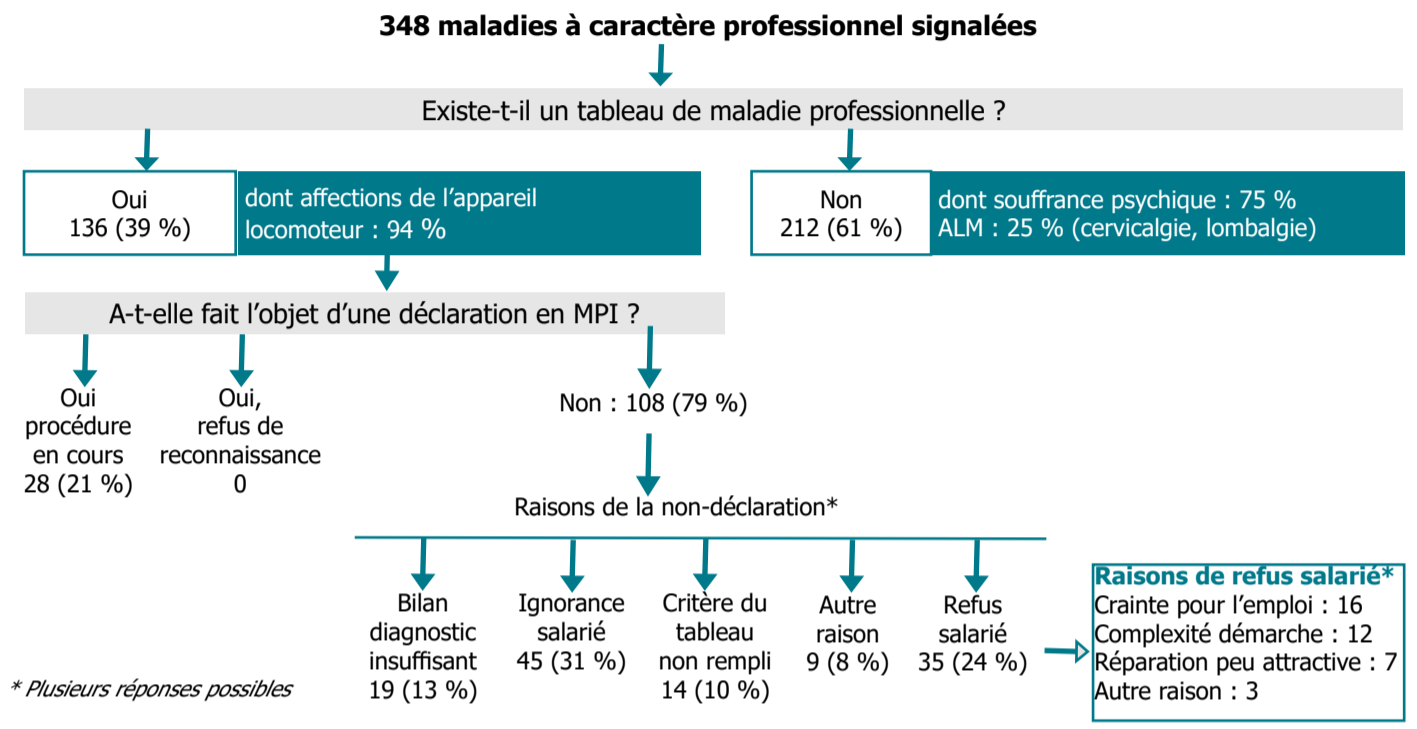 348 maladies à caractère professionnel signalées
Existe-t-il un tableau de maladie professionnelle ?
Oui
136 (39 %)
dont affections de l’appareil
locomoteur : 94 %
Non
212 (61 %)
dont souffrance psychique : 75 %
ALM : 25 % (cervicalgie, lombalgie)
A-t-elle fait l’objet d’une déclaration en MPI ?
Oui
procédure
en cours
28 (21 %)
Oui,
refus de
reconnaissance
0
Non : 108 (79 %)
Raisons de la non-déclaration*
Bilan
diagnostic
insuffisant
19 (13 %)
Ignorance
salarié
45 (31 %)
Critère du
tableau
non rempli
14 (10 %)
Autre
raison
9 (8 %)
Refus
salarié
35 (24 %)
Raisons de refus salarié*
Crainte pour l’emploi : 16
Complexité démarche : 12
Réparation peu attractive : 7
Autre raison : 3
* Plusieurs réponses possibles